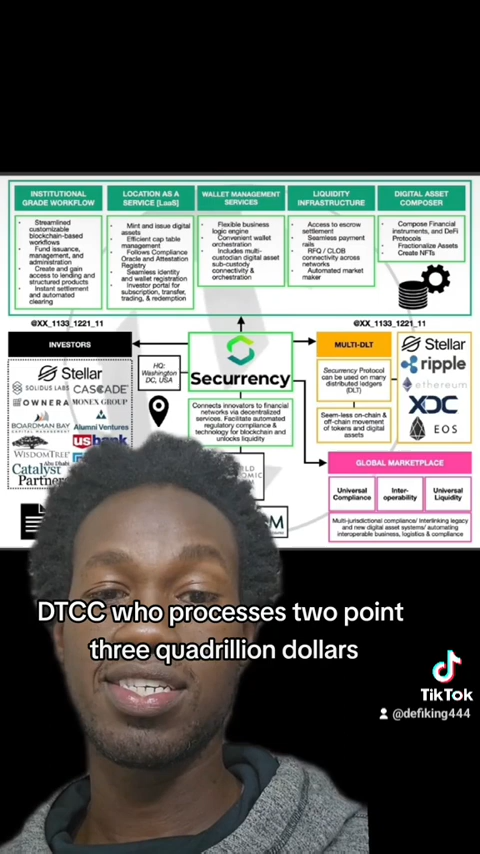 INSTITUTIONAL
GRADE WORKFLOW
Streamlined
customizable
blockchain-based
workflows
Fund issuance,
management, and
administration
Create and gain
access to lending and
structured products
Instant settlement
and automated
clearing
LOCATION AS A
SERVICE [LaaS]
Mint and issue digital
assets
Efficient cap table
management
Follows Compliance
Oracle and Attestation
Registry
Seamless identity
and wallet registration
Investor portal for
subscription, transfer,
trading, & redemption
WALLET MANAGEMENT
SERVICES
Flexible business
logic engine
Convenient wallet
orchestration
Includes multi-
custodian digital asset
sub-custody
connectivity &
orchestration
LIQUIDITY
INFRASTRUCTURE
Access to escrow
settlement
Seamless payment
rails
RFQ / CLOB
connectivity across
networks
Automated market
maker
DIGITAL ASSET
COMPOSER
Compose Financial
instruments, and DeFi
Protocols
Fractionalize Assets
Create NFTs
@XX_1133_1221_11
@XX_1133_1221_11
INVESTORS
Stellar
SOLIDUS LABS
CASCADE
OWNERA
MONEX GROUP
BOARDMAN BAY
CAPITAL MANAGEMENT
Alumni Ventures
WISDOMTREE
usbank
Abu Dhabi
Catalyst
Partner
HQ:
Washington
DC, USA
Securrency
Connects innovators to financial
networks via decentralized
services. Facilitate automated
regulatory compliance &
technology for blockchain and
unlocks liquidity
MULTI-DLT
Securrency Protocol
can be used on many
distributed ledgers
(DLT)
Seem-less on-chain &
off-chain movement
of tokens and digital
assets
Stellar
ripple
ethereum
XDC
EOS
GLOBAL MARKETPLACE
Universal
Compliance
Inter-
operability
Universal
Liquidity
Multi-jurisdictional compliance/ interlinking legacy
and new digital asset systems/ automating
interoperable business, logistics & compliance
DTCC who processes two point
three quadrillion dollars
TikTok
@defiking444